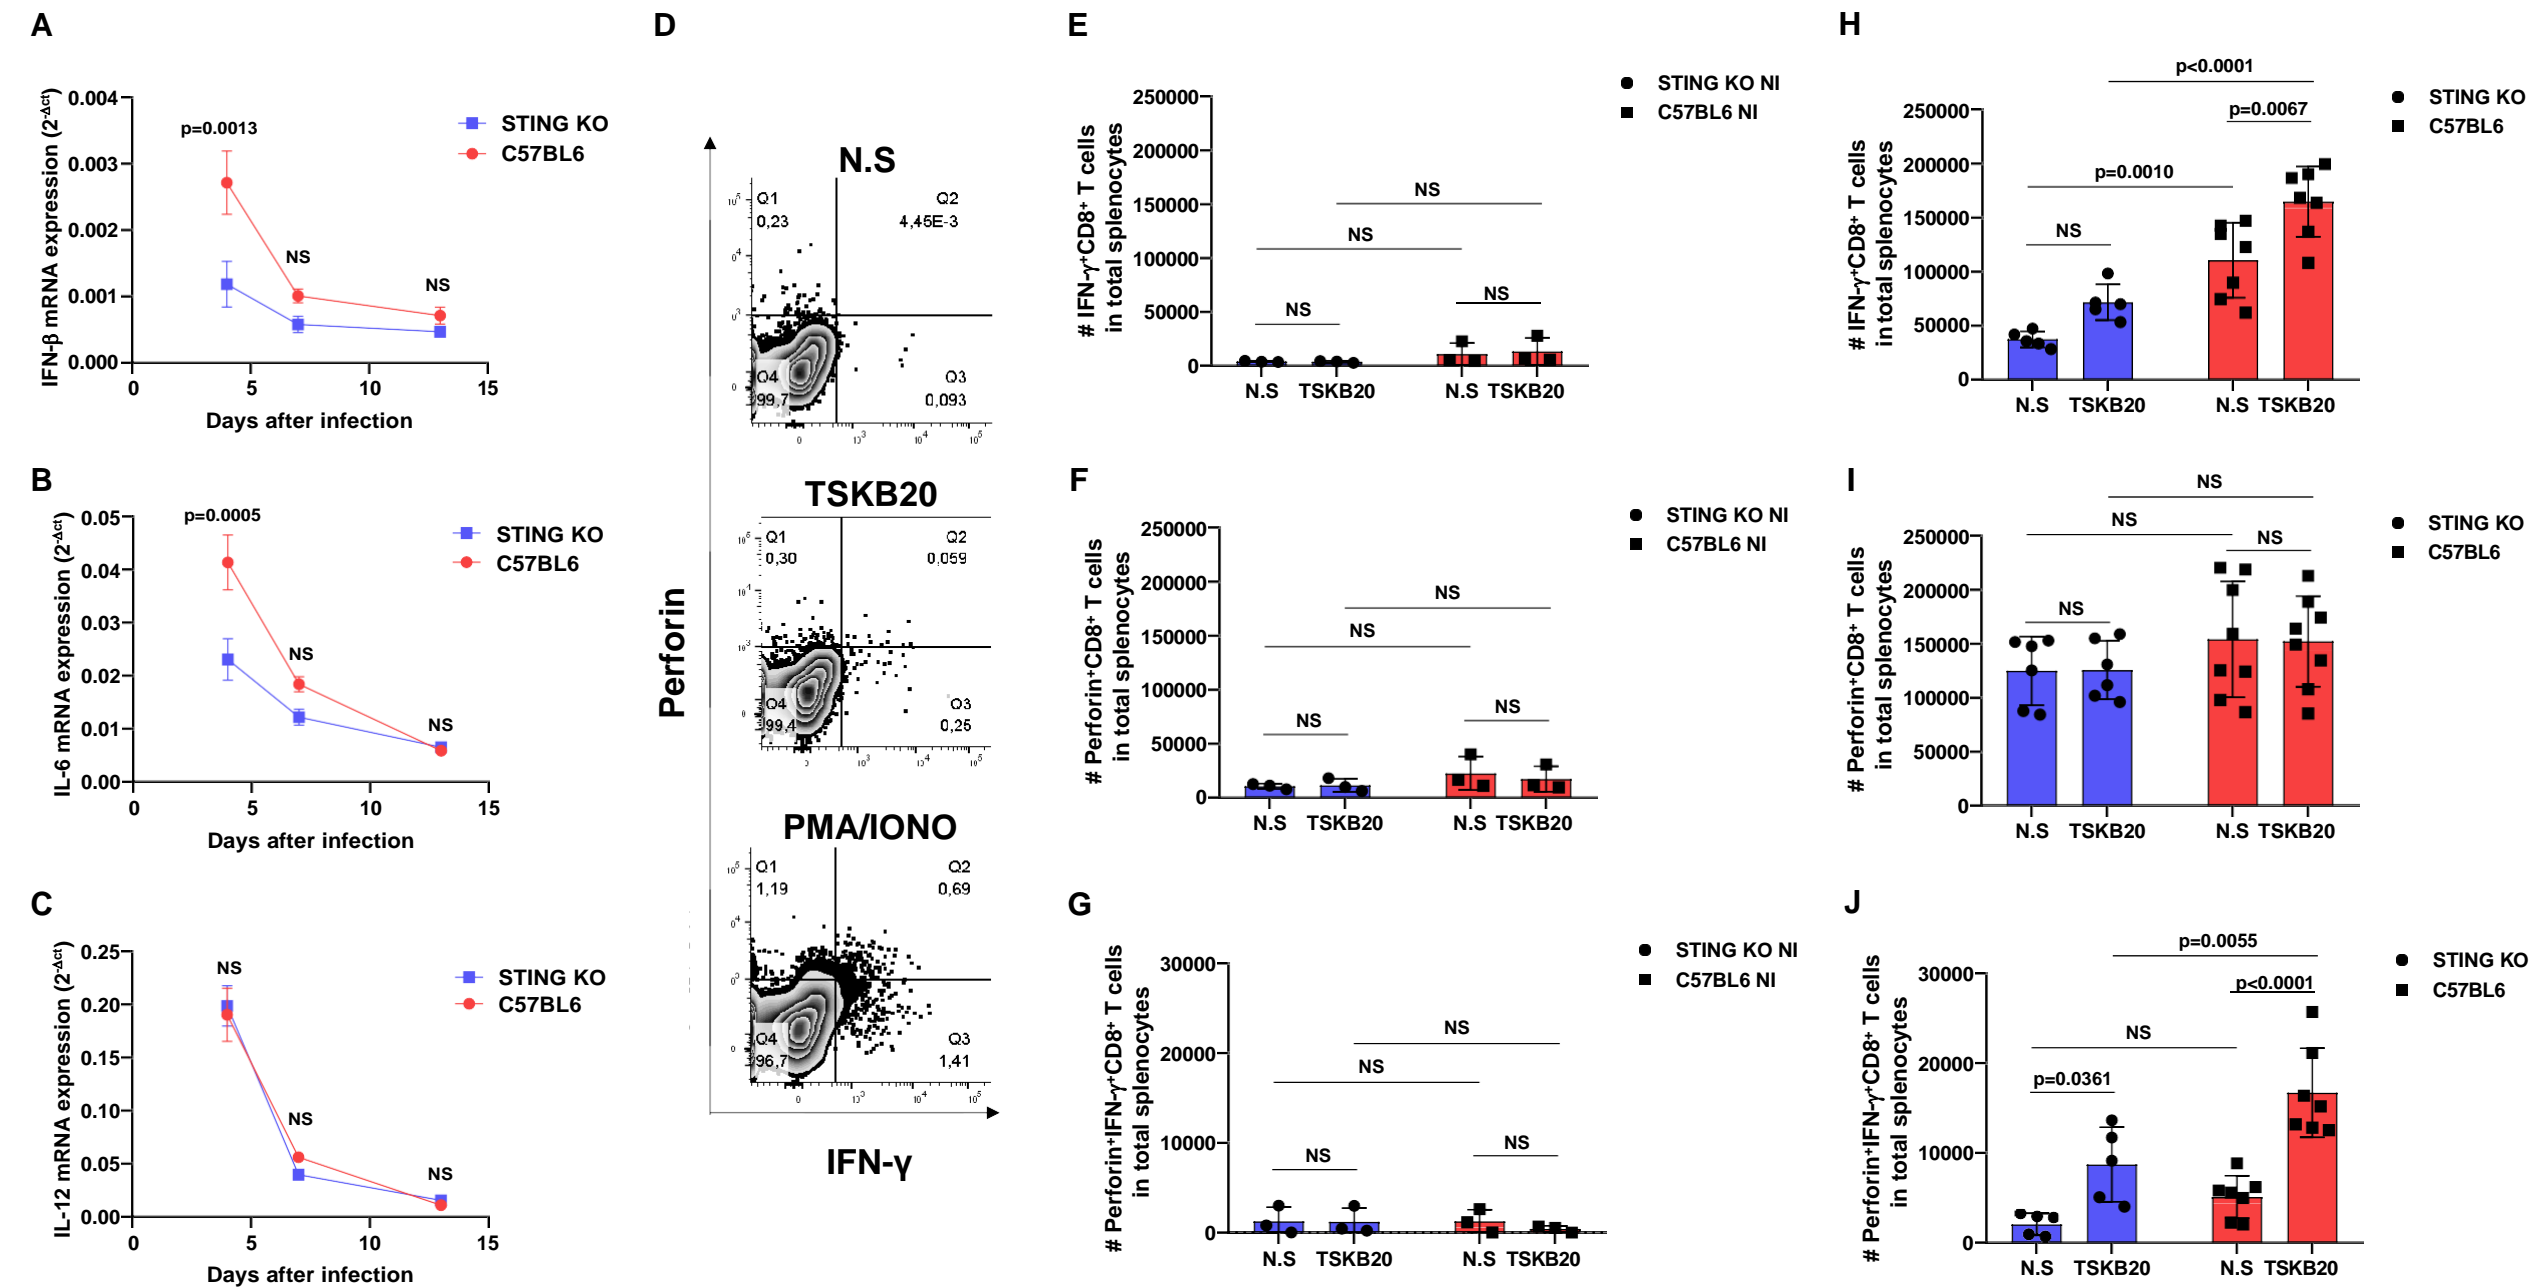 A
IFN-β mRNA expression (2-Δct)
0.004
0.003
0.002
0.001
0.000
0
5
10
15
Days after infection
p=0.0013
NS
NS
STING KO
C57BL6
B
IL-6 mRNA expression (2-Δct)
0.05
0.04
0.03
0.02
0.01
0.00
0
5
10
15
Days after infection
p=0.0005
NS
NS
STING KO
C57BL6
C
IL-12 mRNA expression (2-Δct)
0.25
0.20
0.15
0.10
0.05
0.00
0
5
10
15
Days after infection
NS
NS
NS
STING KO
C57BL6
D
Perforin
N.S
Q1
0,23
Q2
4,45E-3
Q4
99,7
Q3
0,093
TSKB20
Q1
0,30
Q2
0,059
Q4
99,4
Q3
0,25
PMA/IONO
Q1
1,19
Q2
0,69
Q4
96,7
Q3
1,41
IFN-γ
E
# IFN-γ+CD8+ T cells
in total splenocytes
250000
200000
150000
100000
50000
0
NS
NS
NS
NS
N.S
TSKB20
N.S
TSKB20
STING KO NI
C57BL6 NI
F
# Perforin+CD8+ T cells
in total splenocytes
250000
200000
150000
100000
50000
0
NS
NS
NS
NS
N.S
TSKB20
N.S
TSKB20
STING KO NI
C57BL6 NI
G
# Perforin+IFN-γ+CD8+ T cells
in total splenocytes
30000
20000
10000
0
NS
NS
NS
NS
N.S
TSKB20
N.S
TSKB20
STING KO NI
C57BL6 NI
H
# IFN-γ+CD8+ T cells
in total splenocytes
250000
200000
150000
100000
50000
0
p<0.0001
p=0.0067
p=0.0010
NS
N.S
TSKB20
N.S
TSKB20
STING KO
C57BL6
I
# Perforin+CD8+ T cells
in total splenocytes
250000
200000
150000
100000
50000
0
NS
NS
NS
NS
N.S
TSKB20
N.S
TSKB20
STING KO
C57BL6
J
# Perforin+IFN-γ+CD8+ T cells
in total splenocytes
30000
20000
10000
0
p=0.0055
p<0.0001
NS
p=0.0361
N.S
TSKB20
N.S
TSKB20
STING KO
C57BL6